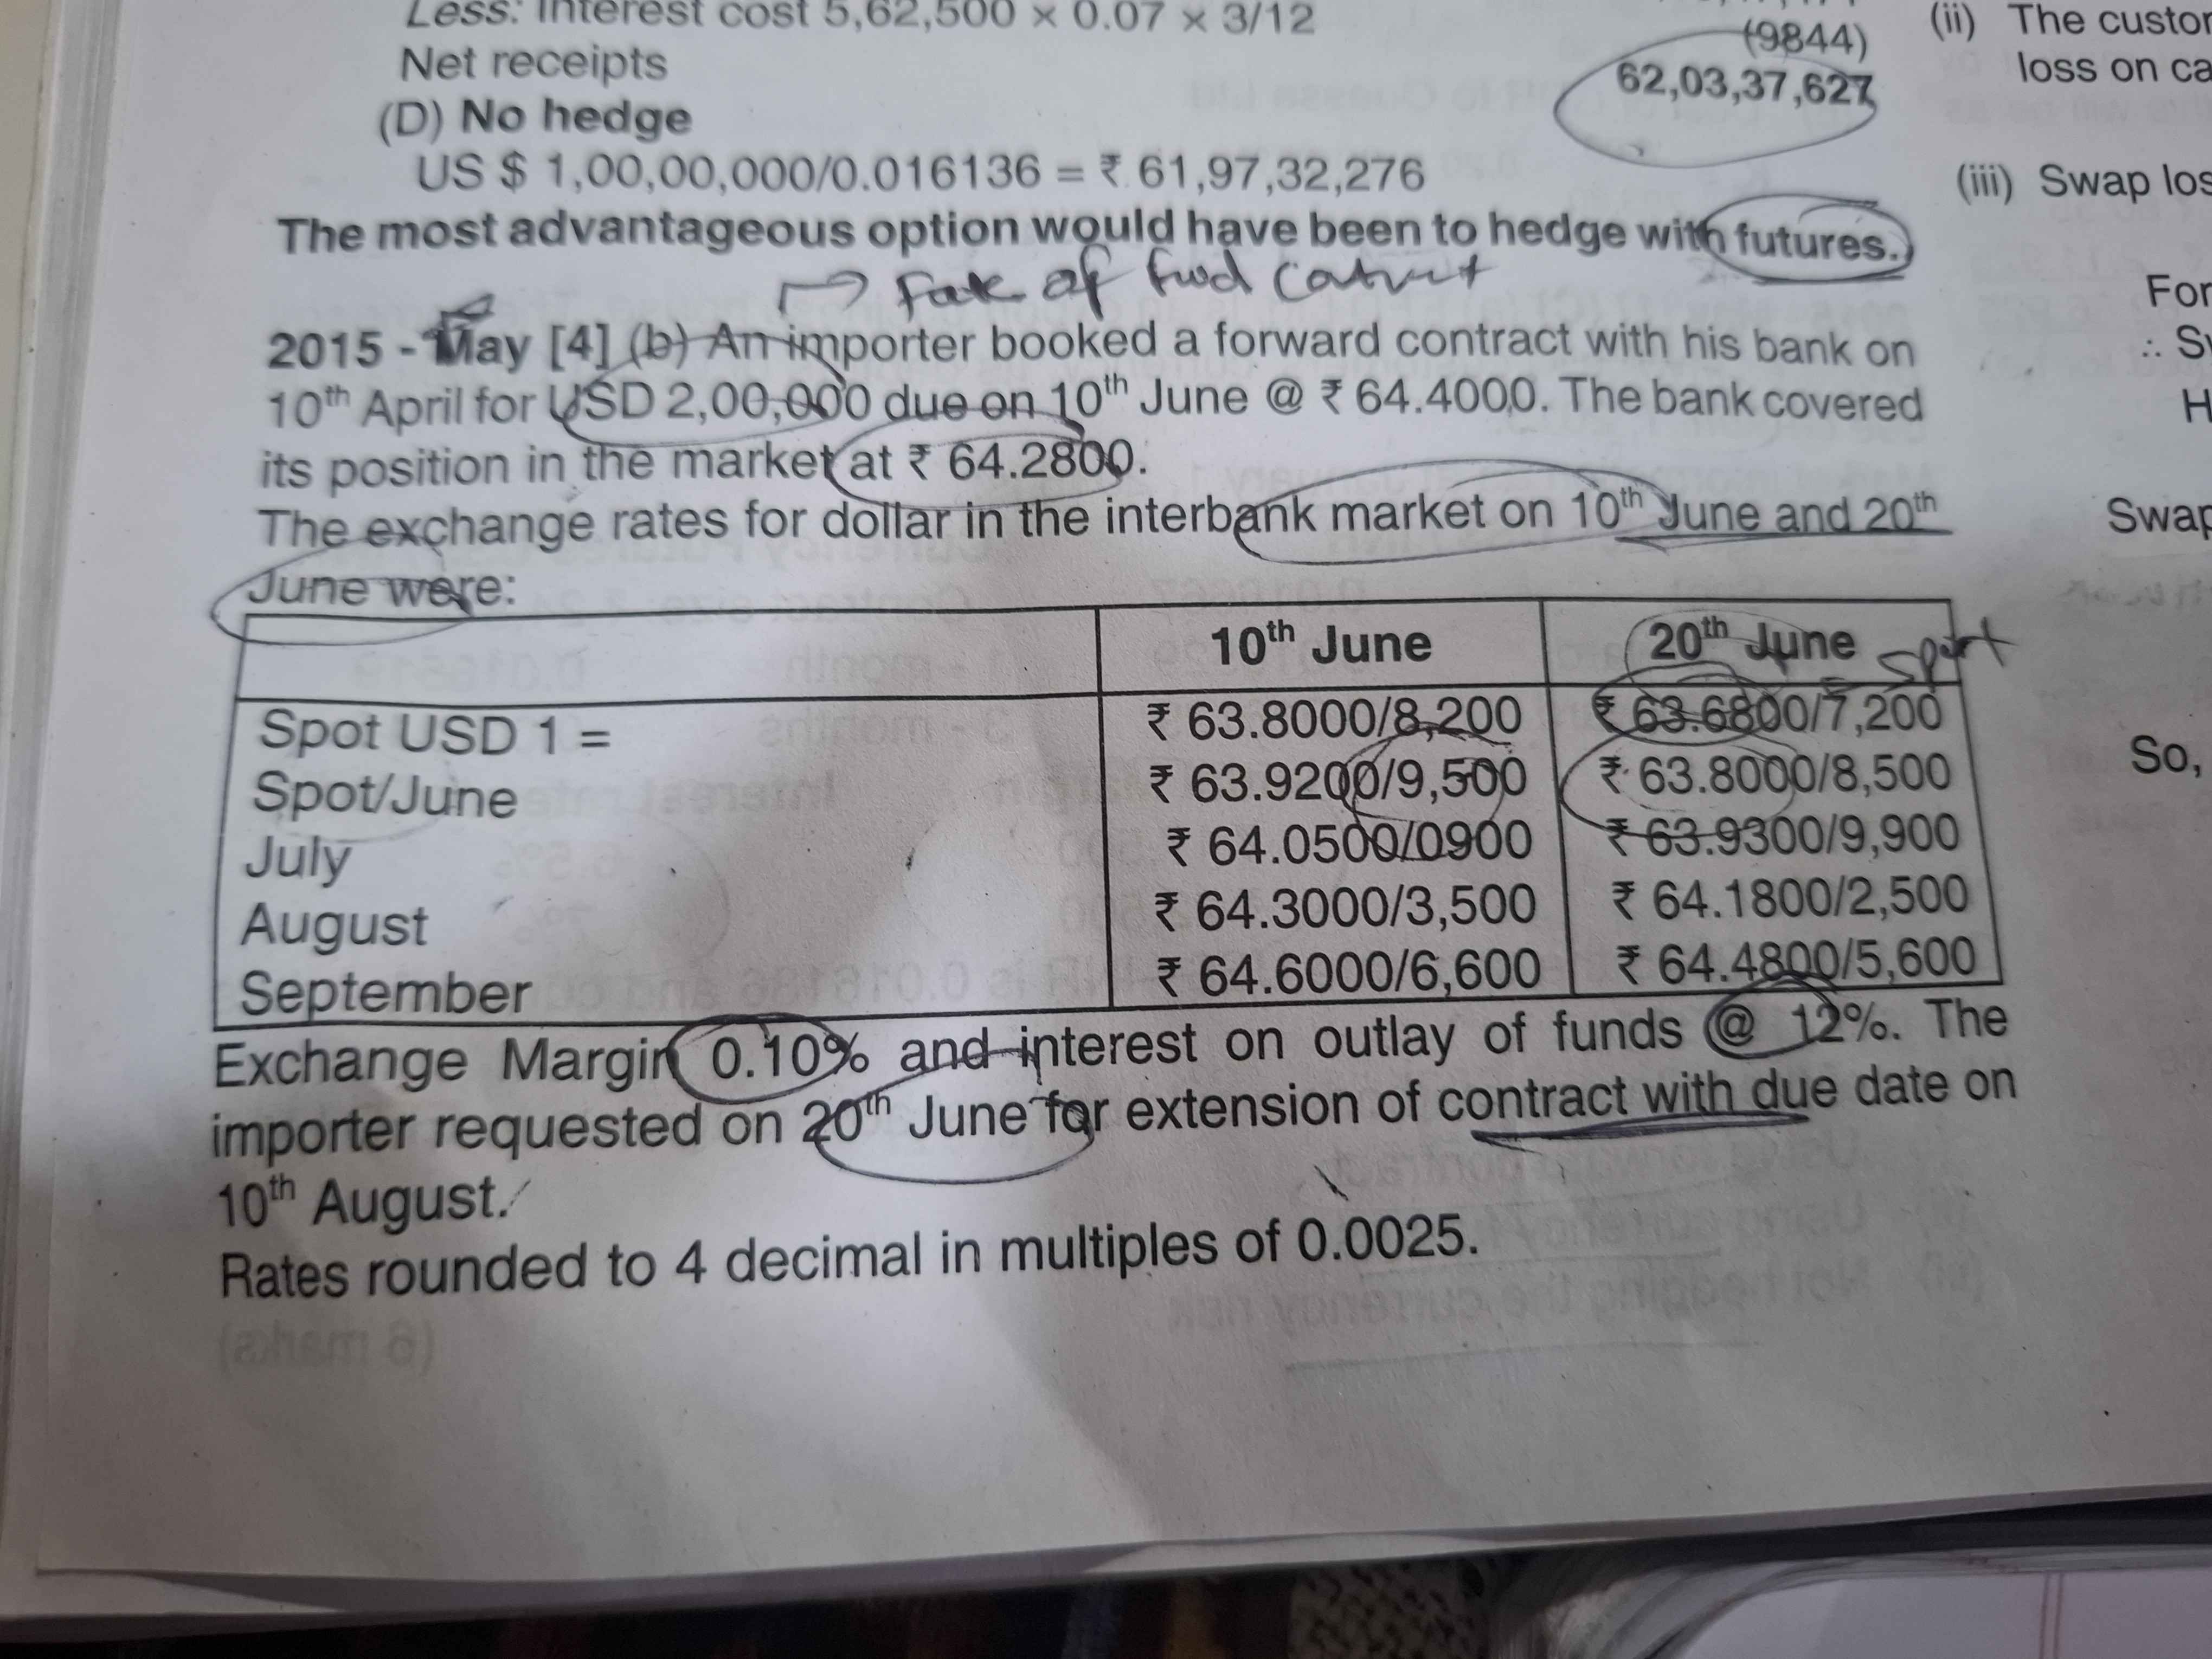 Less: Interest cost 5,62,500 × 0.07 × 3/12
(9844)
Net receipts
62,03,37,627
(D) No hedge
US $ 1,00,00,000/0.016136 = ₹ 61,97,32,276
The most advantageous option would have been to hedge with futures.
→ Fate of fwd
2015 - May [4] (b) An importer booked a forward contract with his bank on
10th April for USD 2,00,000 due on 10th June @ ₹ 64.4000. The bank covered
its position in the market at ₹ 64.2800.
The exchange rates for dollar in the interbank market on 10th June and 20th
June were:
10th June 20th June
Spot USD 1 = ₹ 63.8000/8,200 ₹ 63.6800/7,200
Spot/June ₹ 63.9200/9,500 ₹ 63.8000/8,500
July ₹ 64.0500/0900 ₹ 63.9300/9,900
August ₹ 64.3000/3,500 ₹ 64.1800/2,500
September ₹ 64.6000/6,600 ₹ 64.4800/5,600
Exchange Margin 0.10% and interest on outlay of funds @ 12%. The
importer requested on 20th June for extension of contract with due date on
10th August.
Rates rounded to 4 decimal in multiples of 0.0025.
(ii) The
loss on
(iii) Swap
So,